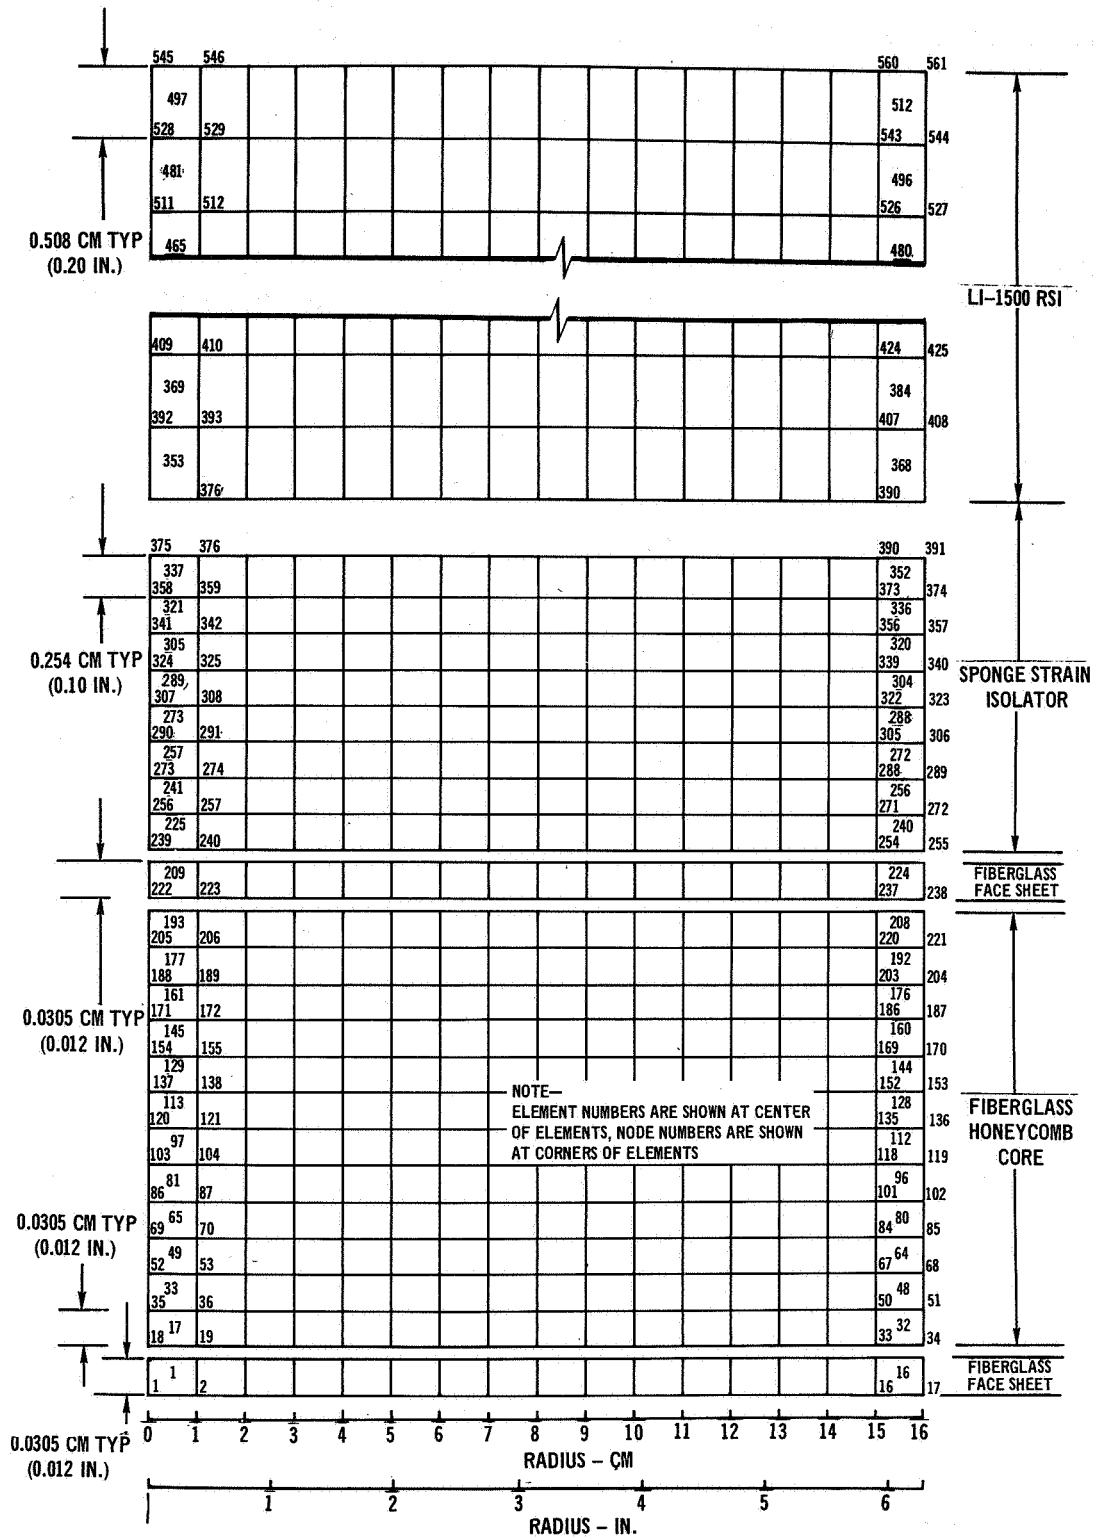 545 546 560 561
497 512
528 529 543 544
481 496
511 512 526 527
0.508 CM TYP
(0.20 IN.)
465 480
LI-1500 RSI
409 410 424 425
369 384
392 393 407 408
353 368
376 390
375 376 390 391
337 352
358 359 373 374
321 336
341 342 356 357
305 320
324 325 339 340
0.254 CM TYP
(0.10 IN.)
289 304
307 308 322 323
SPONGE STRAIN
ISOLATOR
273 288
290 291 305 306
257 272
273 274 288 289
241 256
256 257 271 272
225 240
239 240 254 255
209 224
222 223 237 238
FIBERGLASS
FACE SHEET
193 208
205 206 220 221
177 192
188 189 203 204
161 176
171 172 186 187
0.0305 CM TYP
(0.012 IN.)
145 160
154 155 169 170
129 144
137 138 152 153
NOTE—
ELEMENT NUMBERS ARE SHOWN AT CENTER
OF ELEMENTS, NODE NUMBERS ARE SHOWN
AT CORNERS OF ELEMENTS
113 128
120 121 135 136
97 112
103 104 118 119
FIBERGLASS
HONEYCOMB
CORE
81 96
86 87 101 102
65 80
69 70 84 85
0.0305 CM TYP
(0.012 IN.)
49 64
52 53 67 68
33 48
35 36 50 51
17 32
18 19 33 34
1 16
1 2 16 17
FIBERGLASS
FACE SHEET
0.0305 CM TYP
(0.012 IN.)
0 1 2 3 4 5 6 7 8 9 10 11 12 13 14 15 16
RADIUS – CM
1 2 3 4 5 6
RADIUS – IN.